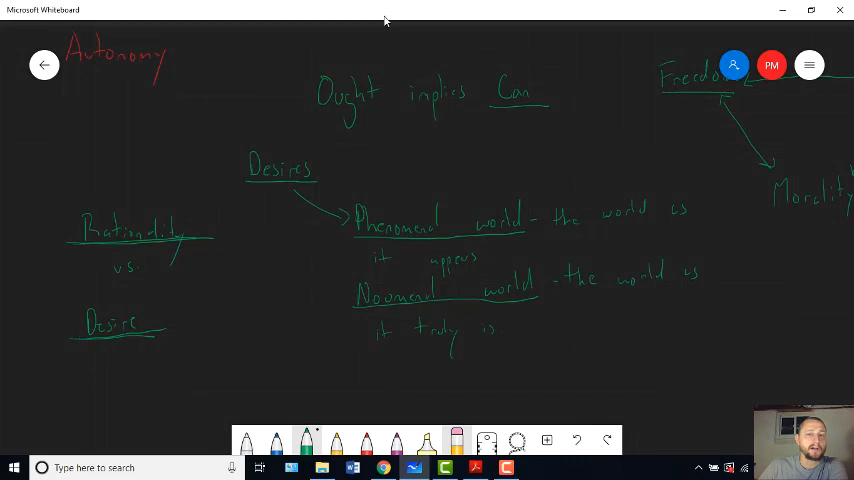 Microsoft Whiteboard
Autonomy
PM
Ought implies Can
Desires
Phenomenal world - the world as
it appears
Noumenal world - the world as
it truly is
Rationality
vs.
Desire
Morality
Type here to search